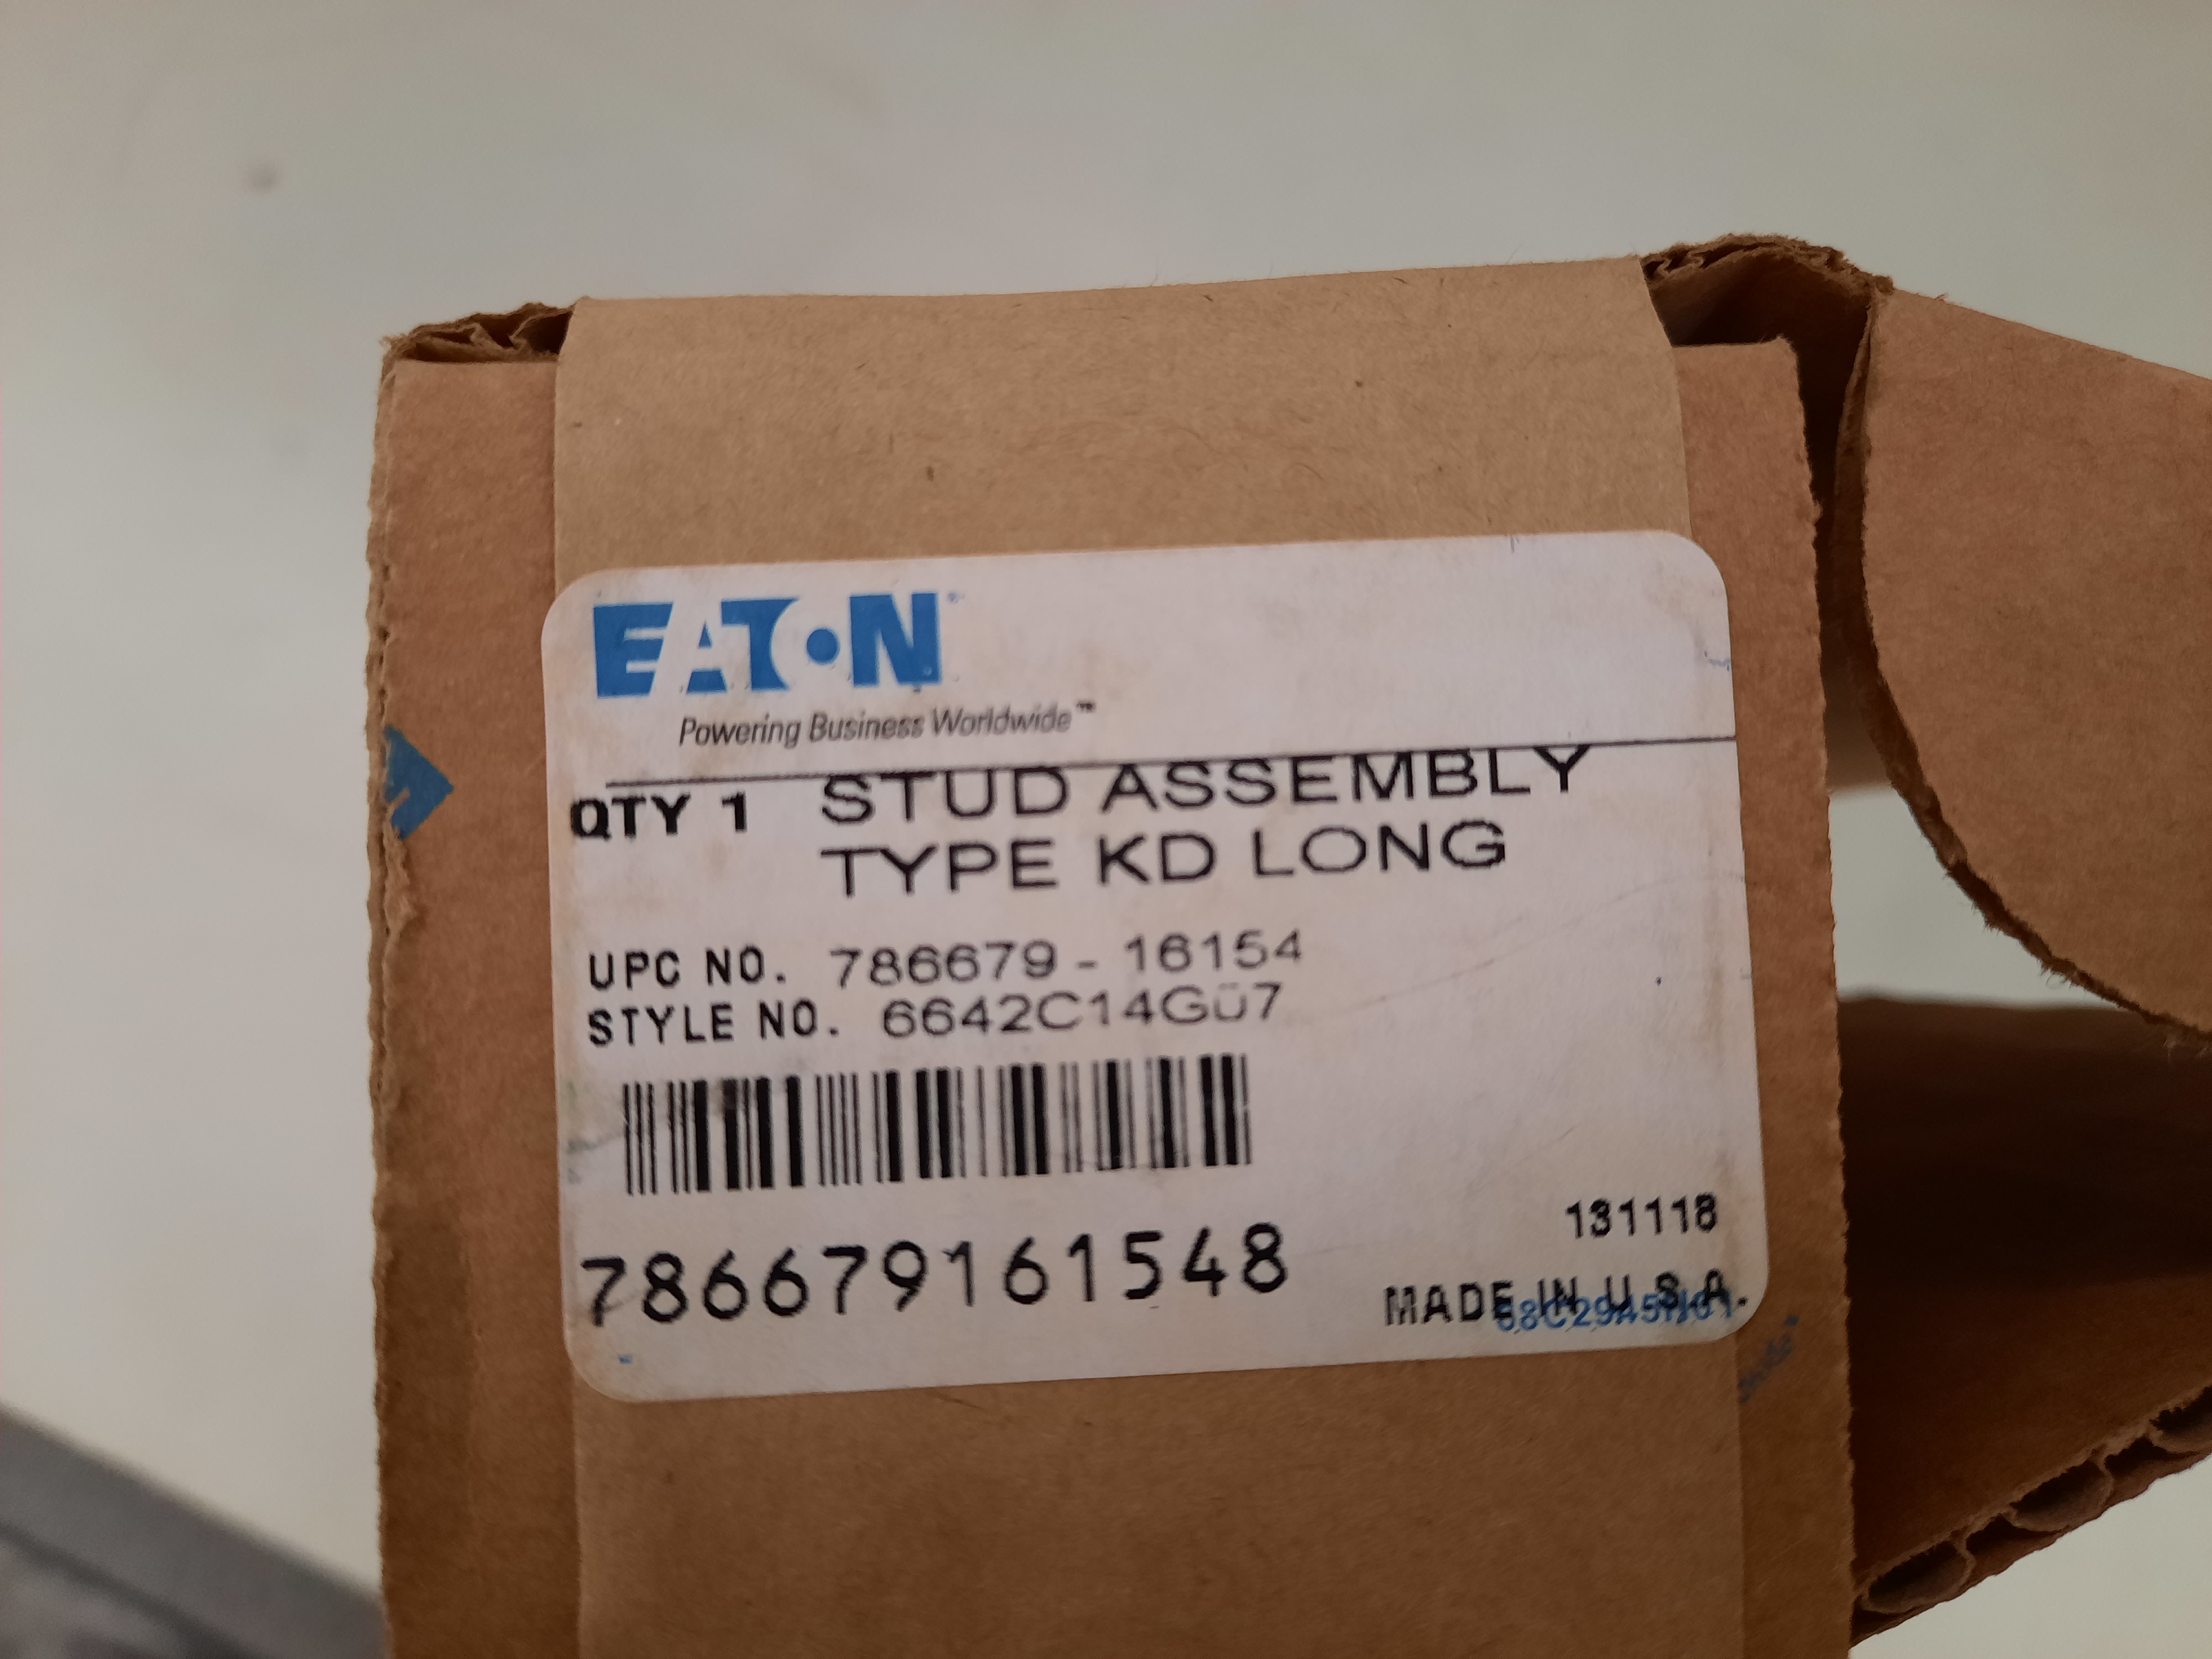 EATON
Powering Business Worldwide™
QTY 1 STUD ASSEMBLY
TYPE KD LONG
UPC NO. 786679 - 16154
STYLE NO. 6642C14G07
786679161548
131118
MADE IN U.S.A.